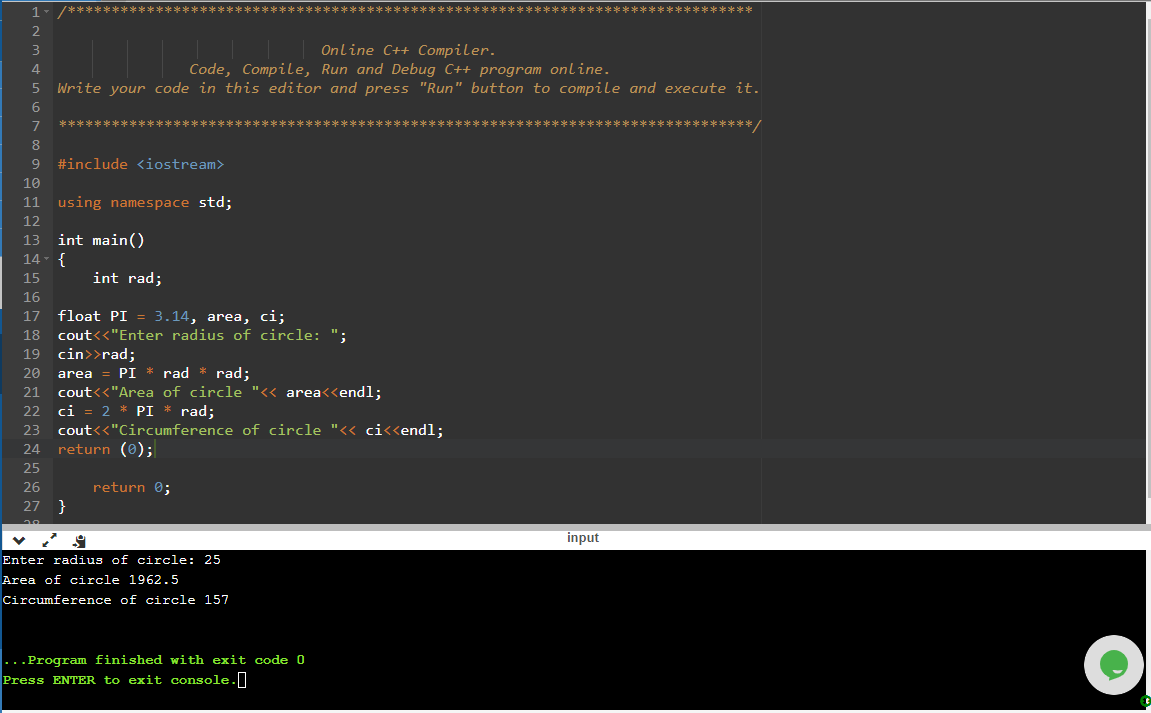 1 /******************************************************************************
2
3 Online C++ Compiler.
4 Code, Compile, Run and Debug C++ program online.
5 Write your code in this editor and press "Run" button to compile and execute it.
6
7 *******************************************************************************/
8
9 #include <iostream>
10
11 using namespace std;
12
13 int main()
14 {
15 int rad;
16
17 float PI = 3.14, area, ci;
18 cout<<"Enter radius of circle: ";
19 cin>>rad;
20 area = PI * rad * rad;
21 cout<<"Area of circle "<< area<<endl;
22 ci = 2 * PI * rad;
23 cout<<"Circumference of circle "<< ci<<endl;
24 return (0);
25
26 return 0;
27 }
28
input
Enter radius of circle: 25
Area of circle 1962.5
Circumference of circle 157
...Program finished with exit code 0
Press ENTER to exit console.